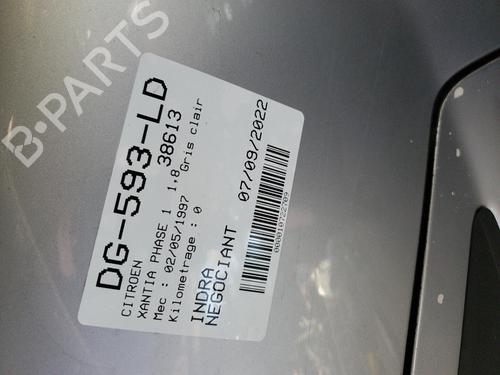 B-PARTS
DG-593-LD
38613
CITROEN
XANTIA PHASE 1 1,8
Mec : 02/05/1997 Gris clair
Kilometrage : 0
INDRA
NEGOCIANT 07/09/2022
0000010722709